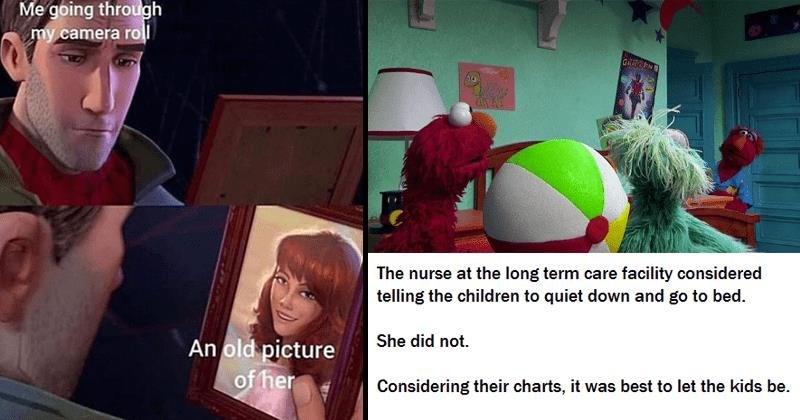 Me going through
my camera roll
An old picture
of her
The nurse at the long term care facility considered
telling the children to quiet down and go to bed.
She did not.
Considering their charts, it was best to let the kids be.